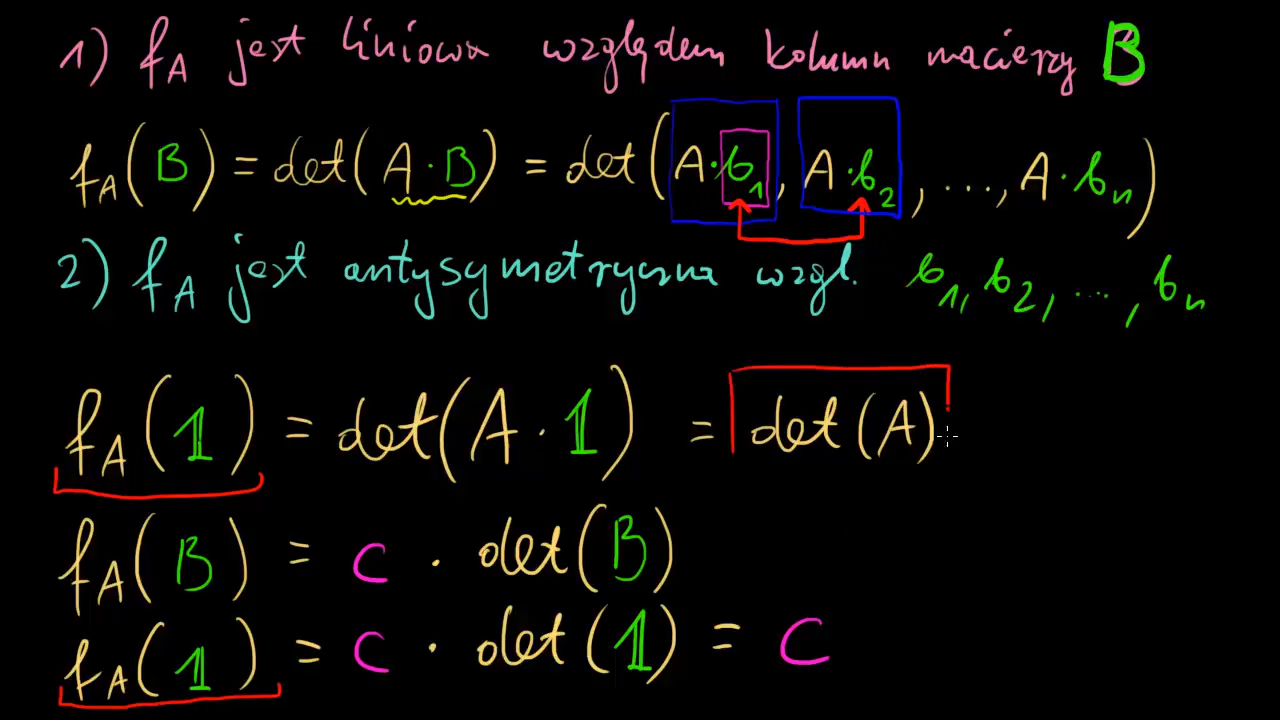 1) f_A jest liniowa względem kolumn macierzy B
f_A(B) = det(A · B) = det(A · b_1, A · b_2, ..., A · b_n)
2) f_A jest antysymetryczna wzgl. b_1, b_2, ..., b_n
f_A(𝟙) = det(A · 𝟙) = det(A)
f_A(B) = C · det(B)
f_A(𝟙) = C · det(𝟙) = C